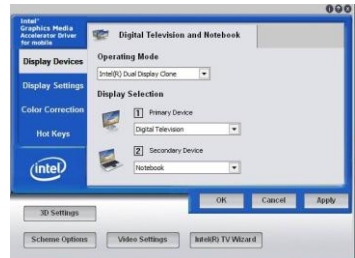 Intel®
Graphics Media
Accelerator Driver
for mobile
Digital Television and Notebook
Display Devices
Display Settings
Color Correction
Hot Keys
intel
Operating Mode
Intel(R) Dual Display Clone
Display Selection
1 Primary Device
Digital Television
2 Secondary Device
Notebook
OK Cancel Apply
3D Settings
Scheme Options Video Settings Intel(R) TV Wizard